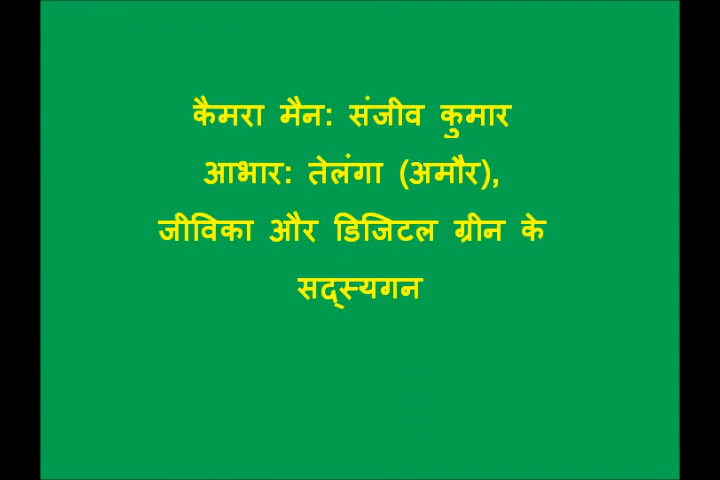 कैमरा मैन: संजीव कुमार
आभार: तेलंगा (अमौर),
जीविका और डिजिटल ग्रीन के
सद्स्यगन